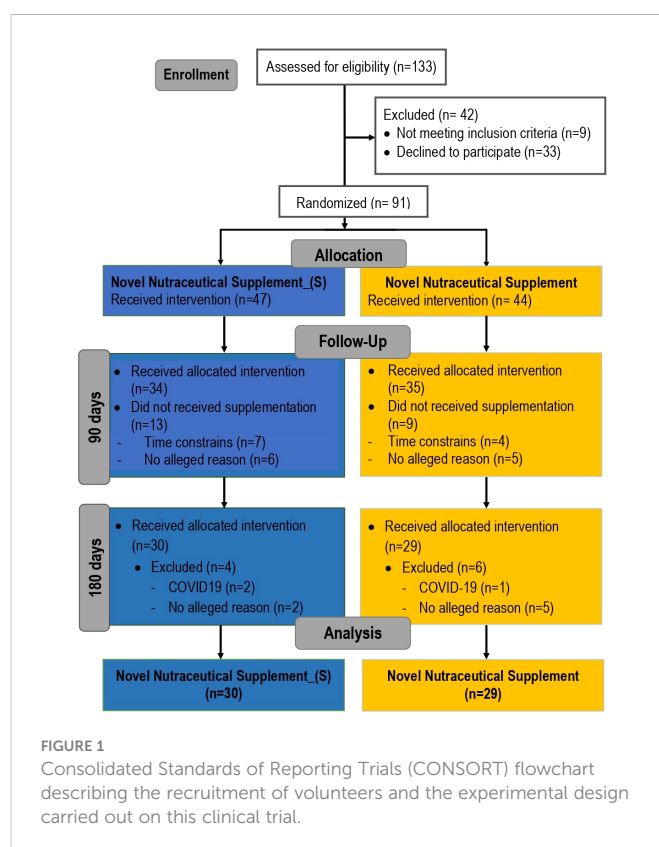 Enrollment
Assessed for eligibility (n=133)
Excluded (n= 42)
● Not meeting inclusion criteria (n=9)
● Declined to participate (n=33)
Randomized (n= 91)
Allocation
Novel Nutraceutical Supplement_(S)
Received intervention (n=47)
Novel Nutraceutical Supplement
Received intervention (n= 44)
Follow-Up
90 days
● Received allocated intervention
(n=34)
● Did not received supplementation
(n=13)
- Time constrains (n=7)
- No alleged reason (n=6)
● Received allocated intervention
(n=35)
● Did not received supplementation
(n=9)
- Time constrains (n=4)
- No alleged reason (n=5)
180 days
● Received allocated intervention
(n=30)
● Excluded (n=4)
- COVID19 (n=2)
- No alleged reason (n=2)
● Received allocated intervention
(n=29)
● Excluded (n=6)
- COVID-19 (n=1)
- No alleged reason (n=5)
Analysis
Novel Nutraceutical Supplement_(S)
(n=30)
Novel Nutraceutical Supplement
(n=29)
FIGURE 1
Consolidated Standards of Reporting Trials (CONSORT) flowchart
describing the recruitment of volunteers and the experimental design
carried out on this clinical trial.